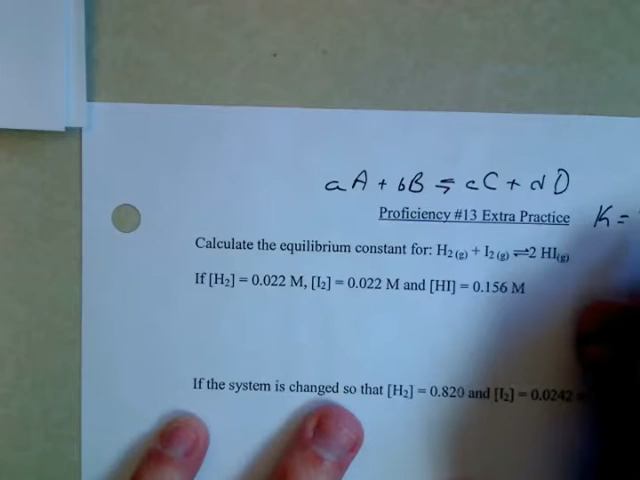 aA + bB ⇌ cC + dD
Proficiency #13 Extra Practice K =
Calculate the equilibrium constant for: H₂ (g) + I₂ (g) ⇌2 HI(g)
If [H₂] = 0.022 M, [I₂] = 0.022 M and [HI] = 0.156 M
If the system is changed so that [H₂] = 0.820 and [I₂] = 0.0242